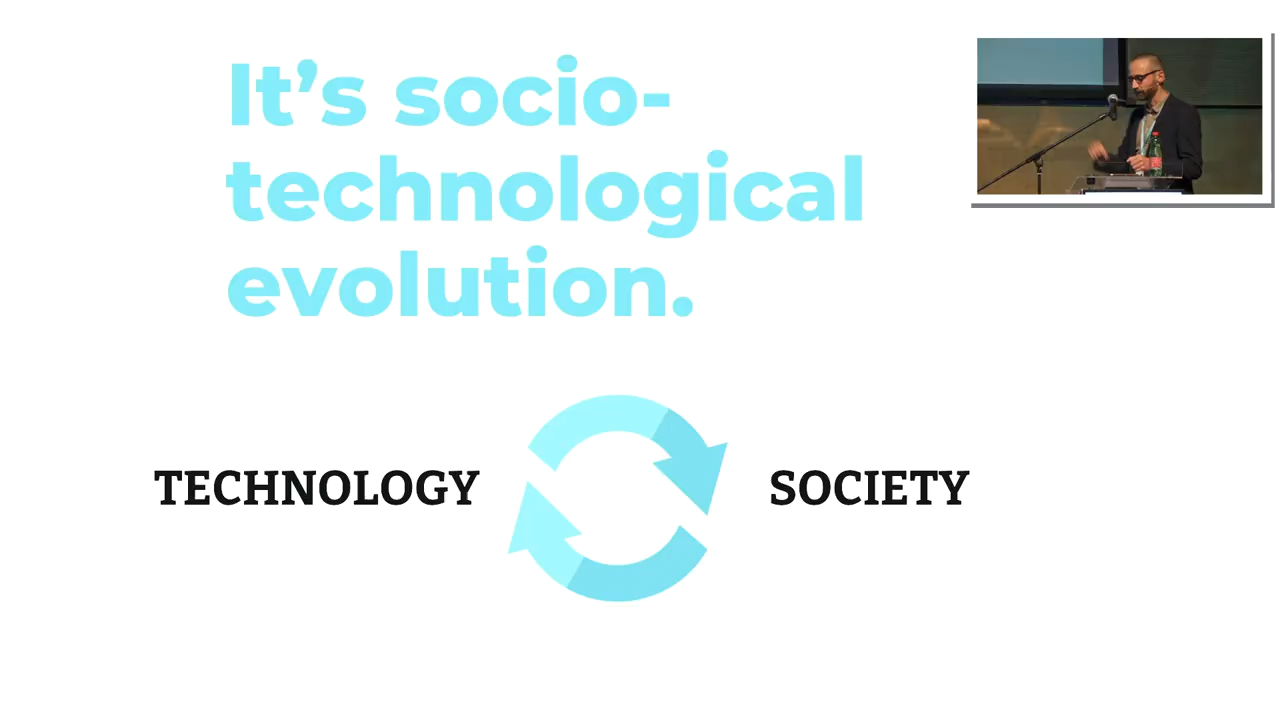 It’s socio-
technological
evolution.
TECHNOLOGY
SOCIETY